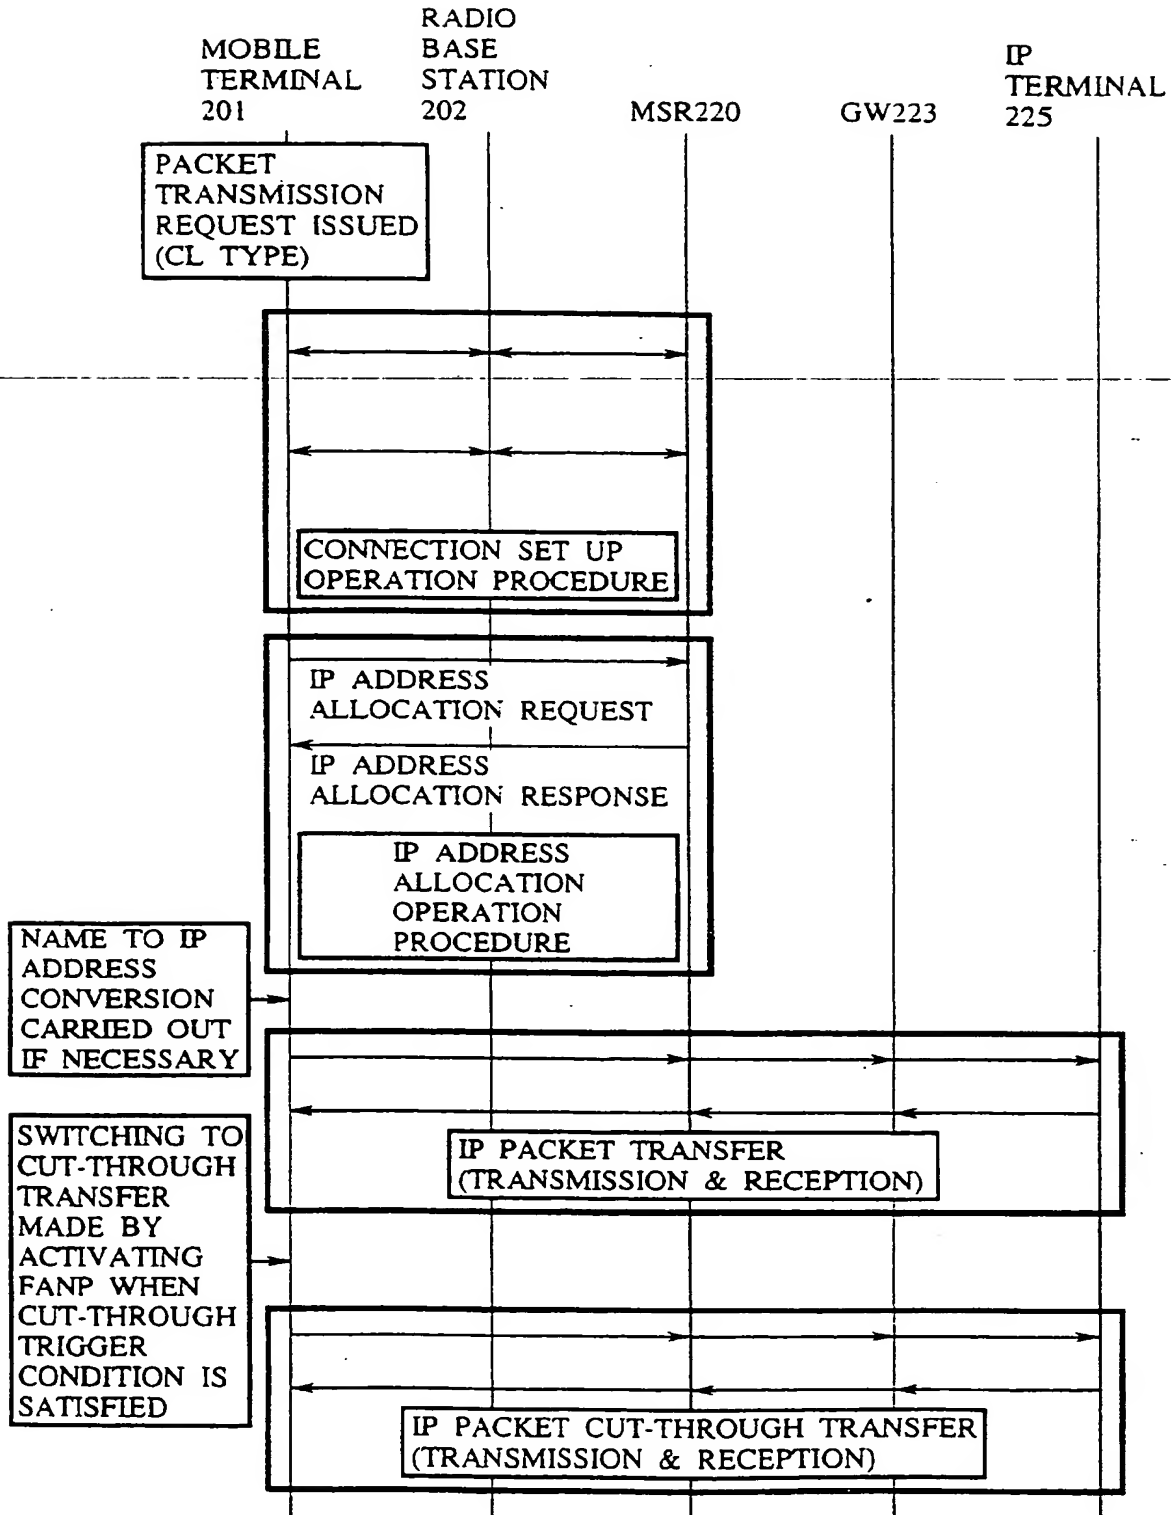 MOBILE
TERMINAL
201
RADIO
BASE
STATION
202
MSR220
GW223
IP
TERMINAL
225
PACKET
TRANSMISSION
REQUEST ISSUED
(CL TYPE)
CONNECTION SET UP
OPERATION PROCEDURE
IP ADDRESS
ALLOCATION REQUEST
IP ADDRESS
ALLOCATION RESPONSE
IP ADDRESS
ALLOCATION
OPERATION
PROCEDURE
NAME TO IP
ADDRESS
CONVERSION
CARRIED OUT
IF NECESSARY
IP PACKET TRANSFER
(TRANSMISSION & RECEPTION)
SWITCHING TO
CUT-THROUGH
TRANSFER
MADE BY
ACTIVATING
FANP WHEN
CUT-THROUGH
TRIGGER
CONDITION IS
SATISFIED
IP PACKET CUT-THROUGH TRANSFER
(TRANSMISSION & RECEPTION)